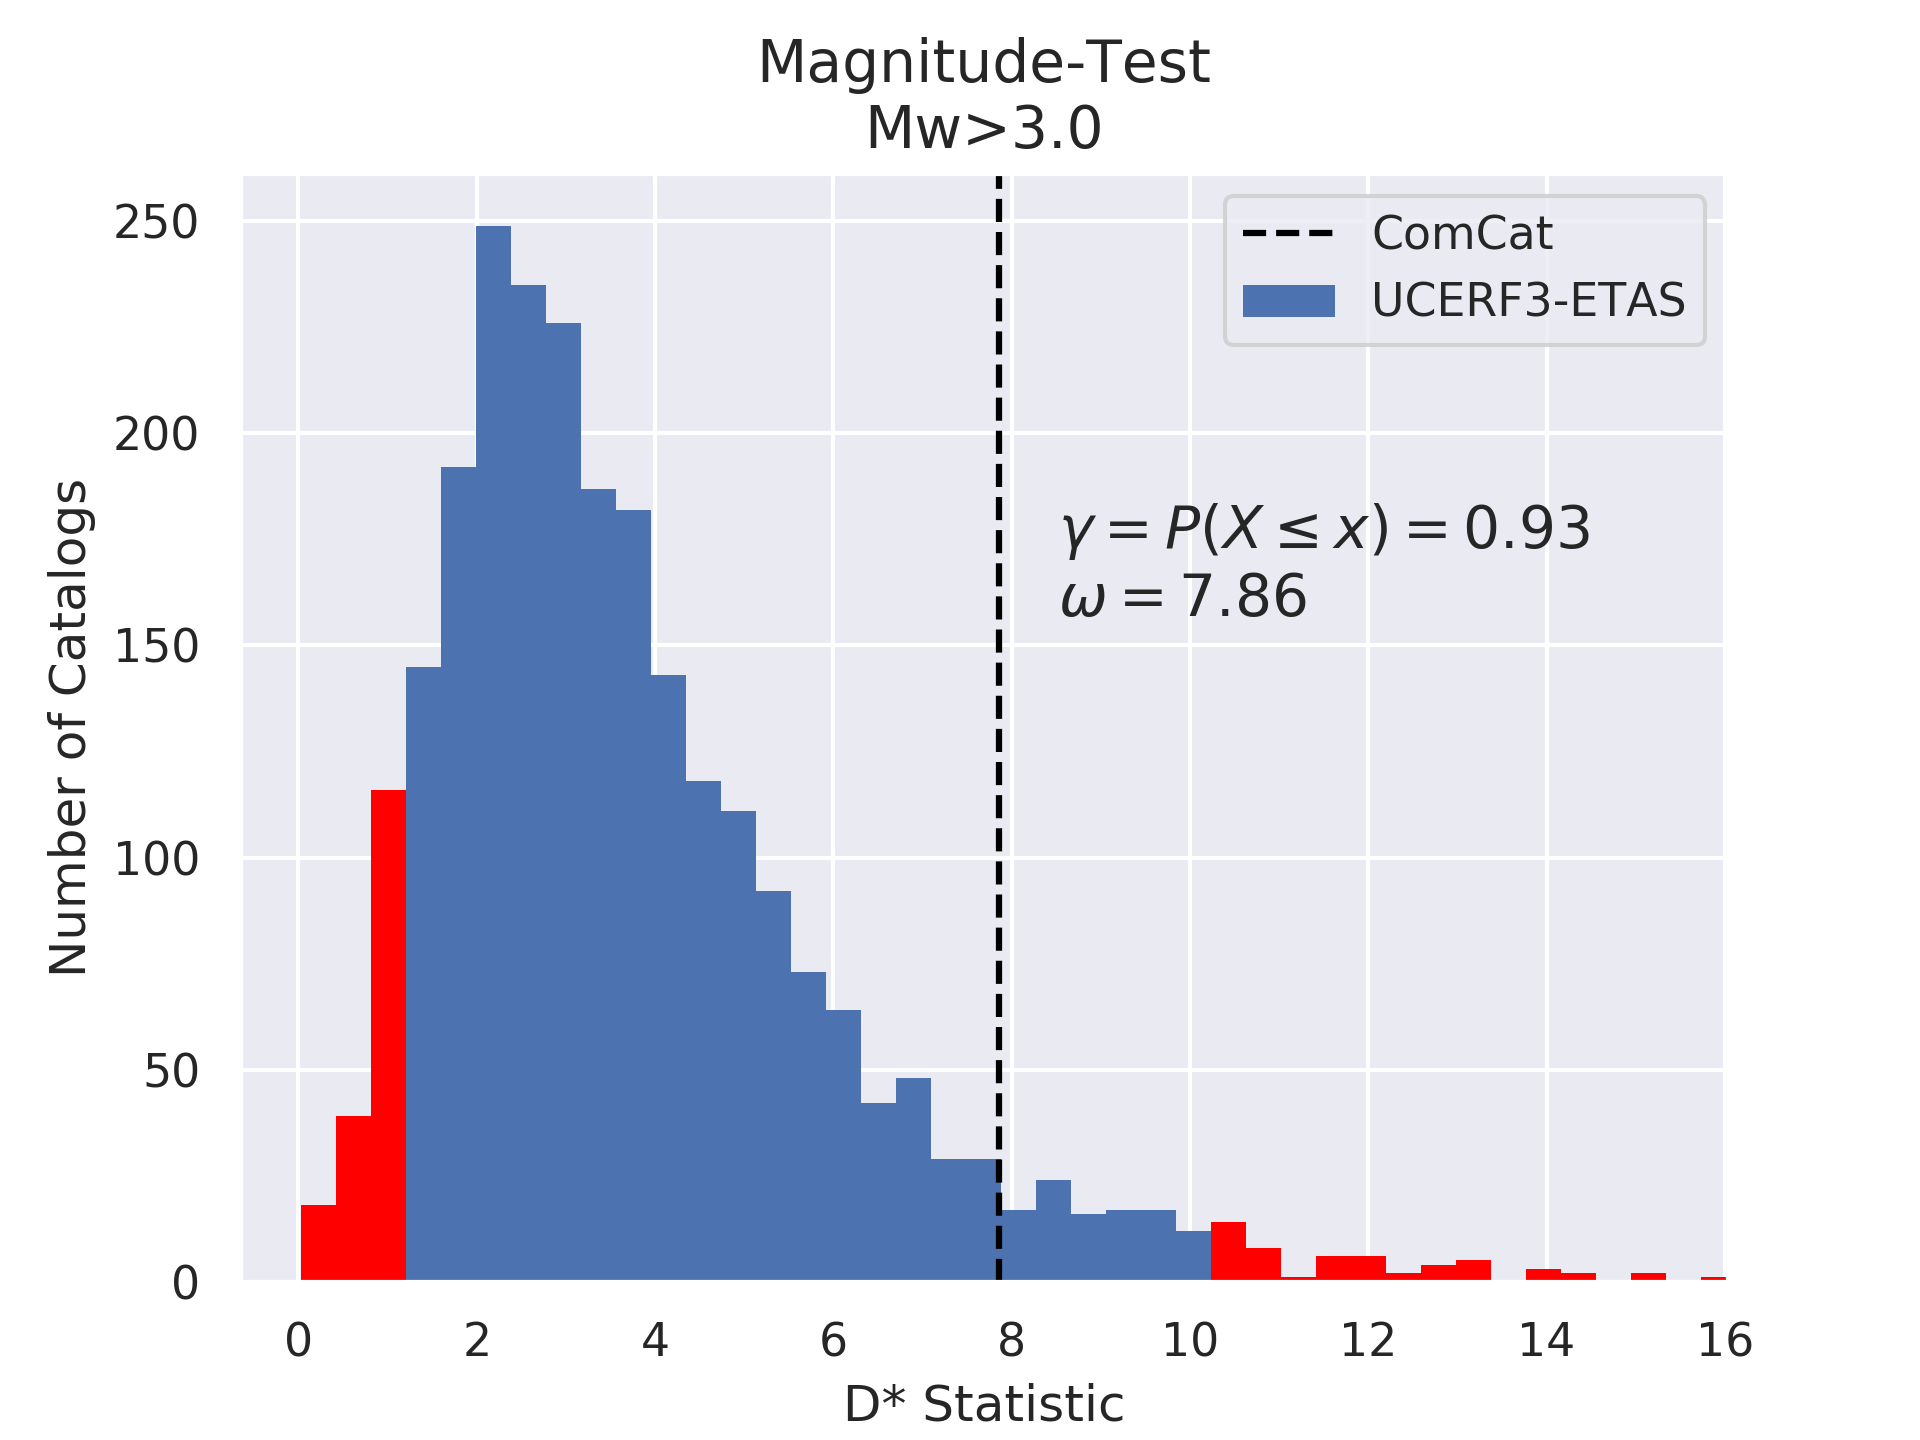 Magnitude-Test
Mw>3.0
250
200
150
100
50
0
Number of Catalogs
ComCat
UCERF3-ETAS
γ = P(X ≤ x) = 0.93
ω = 7.86
0 2 4 6 8 10 12 14 16
D* Statistic